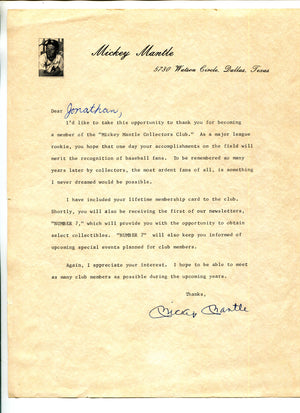 Mickey Mantle
5730 Watson Circle, Dallas, Texas
Dear Jonathan,
I'd like to take this opportunity to thank you for becoming
a member of the "Mickey Mantle Collectors Club." As a major league
rookie, you hope that one day your accomplishments on the field will
merit the recognition of baseball fans. To be remembered so many
years later by collectors, the most ardent fans of all, is something
I never dreamed would be possible.
I have included your lifetime membership card to the club.
Shortly, you will also be receiving the first of our newsletters,
"NUMBER 7," which will provide you with the opportunity to obtain
select collectibles. "NUMBER 7" will also keep you informed of
upcoming special events planned for club members.
Again, I appreciate your interest. I hope to be able to meet
as many club members as possible during the upcoming years.
Thanks,
Mickey Mantle